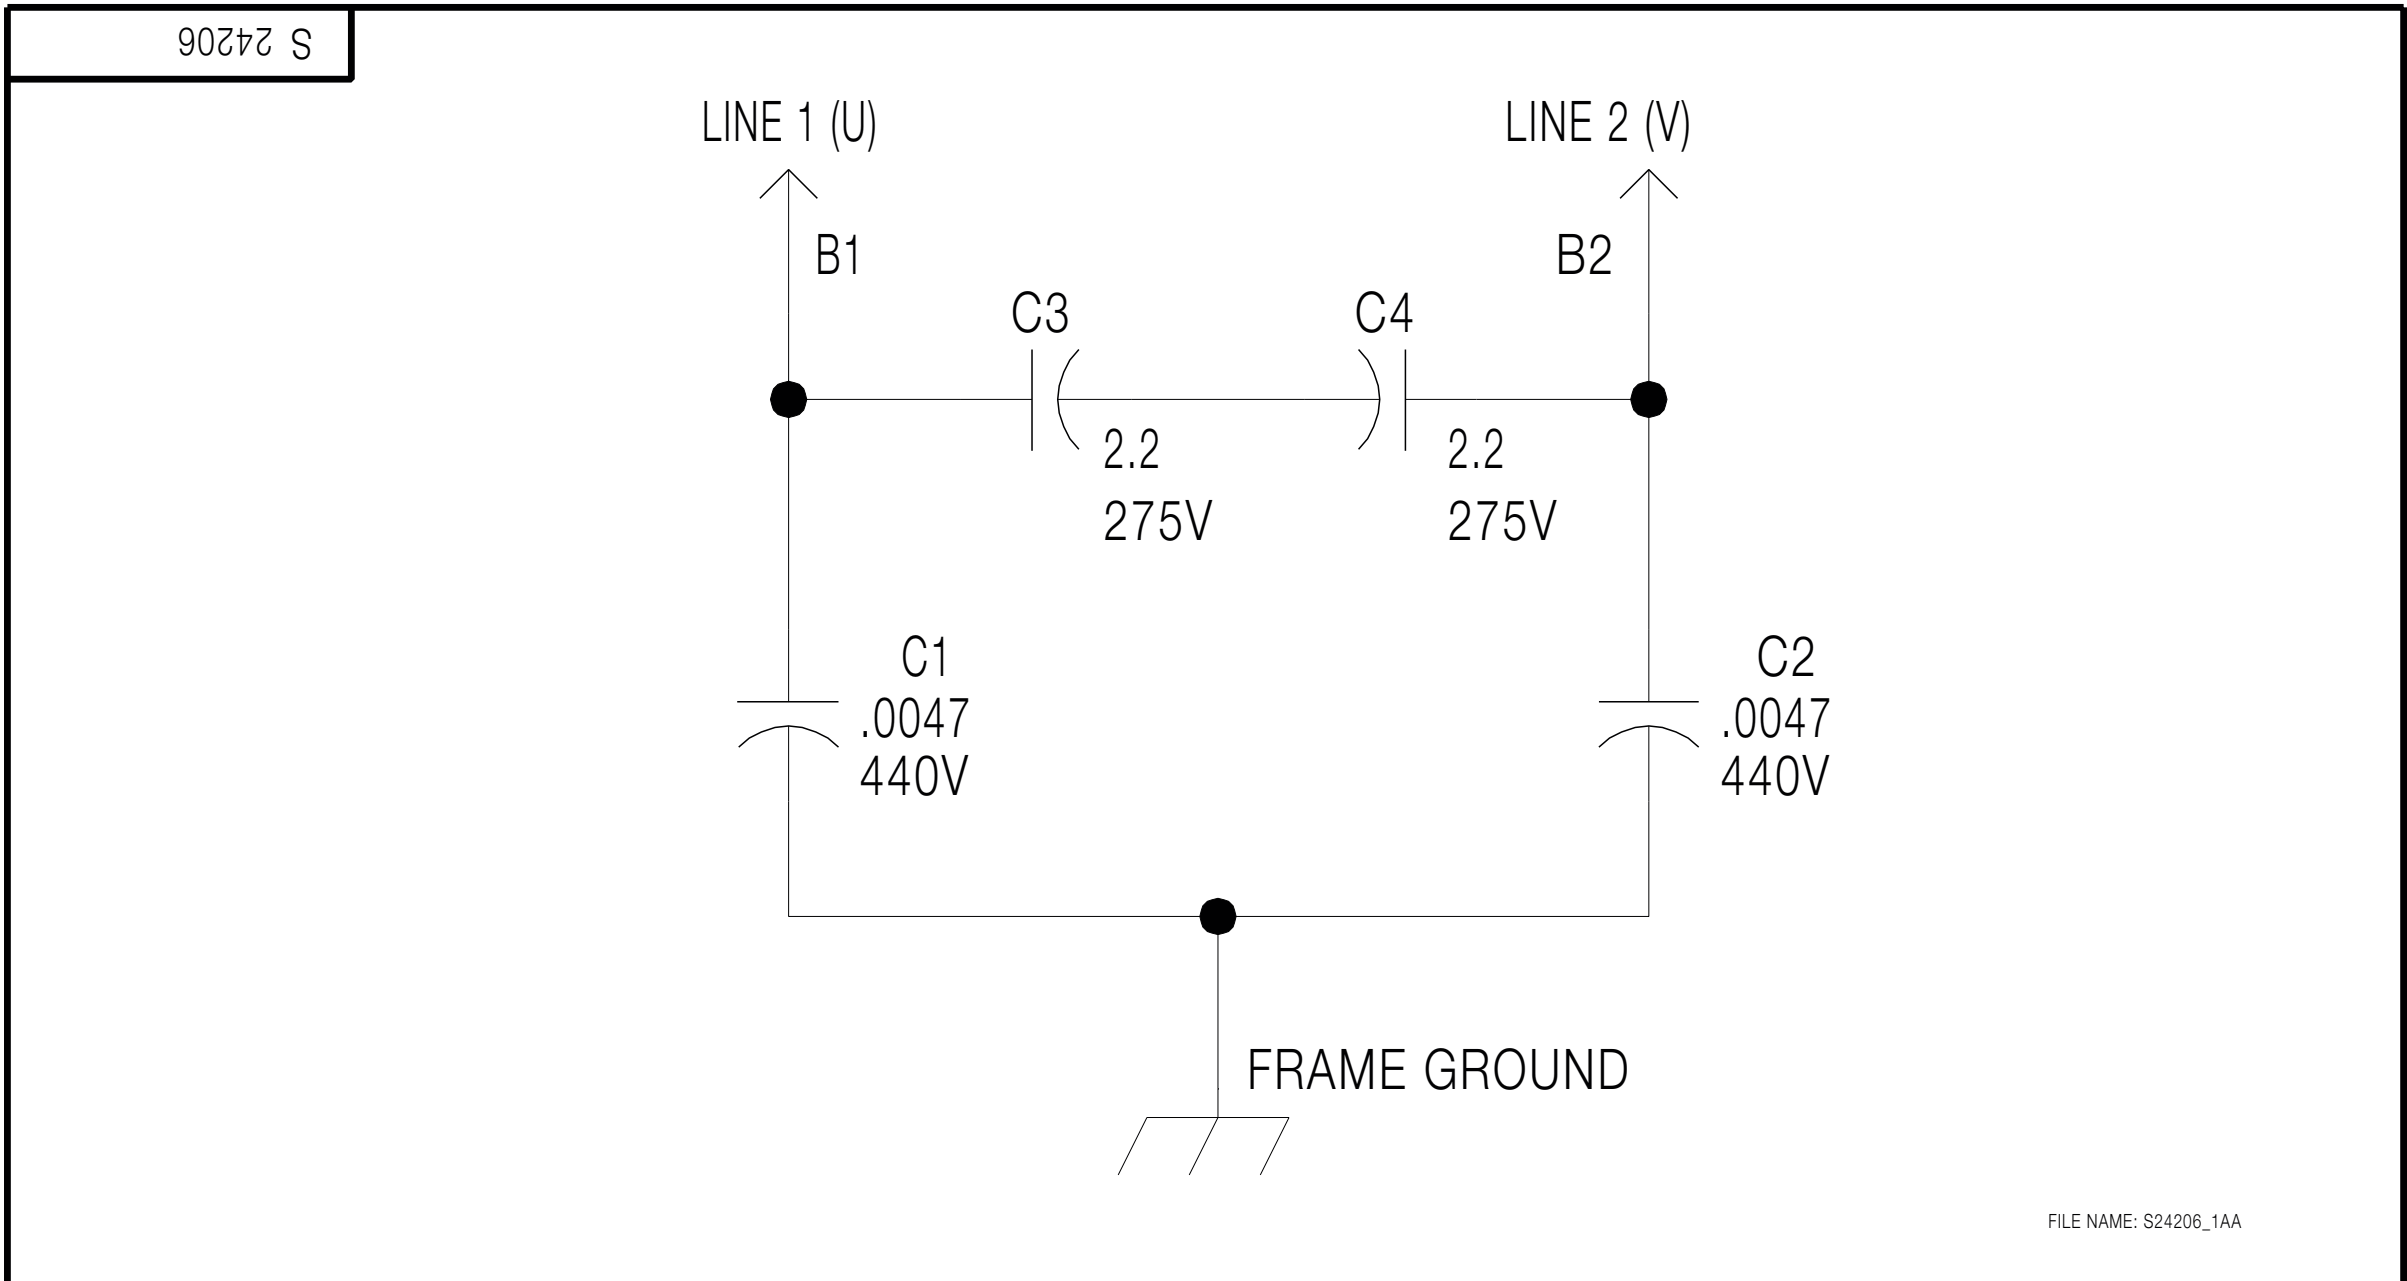 S 24206
LINE 1 (U)
LINE 2 (V)
B1
B2
C3
C4
2.2
2.2
275V
275V
C1
C2
.0047
.0047
440V
440V
FRAME GROUND
FILE NAME: S24206_1AA